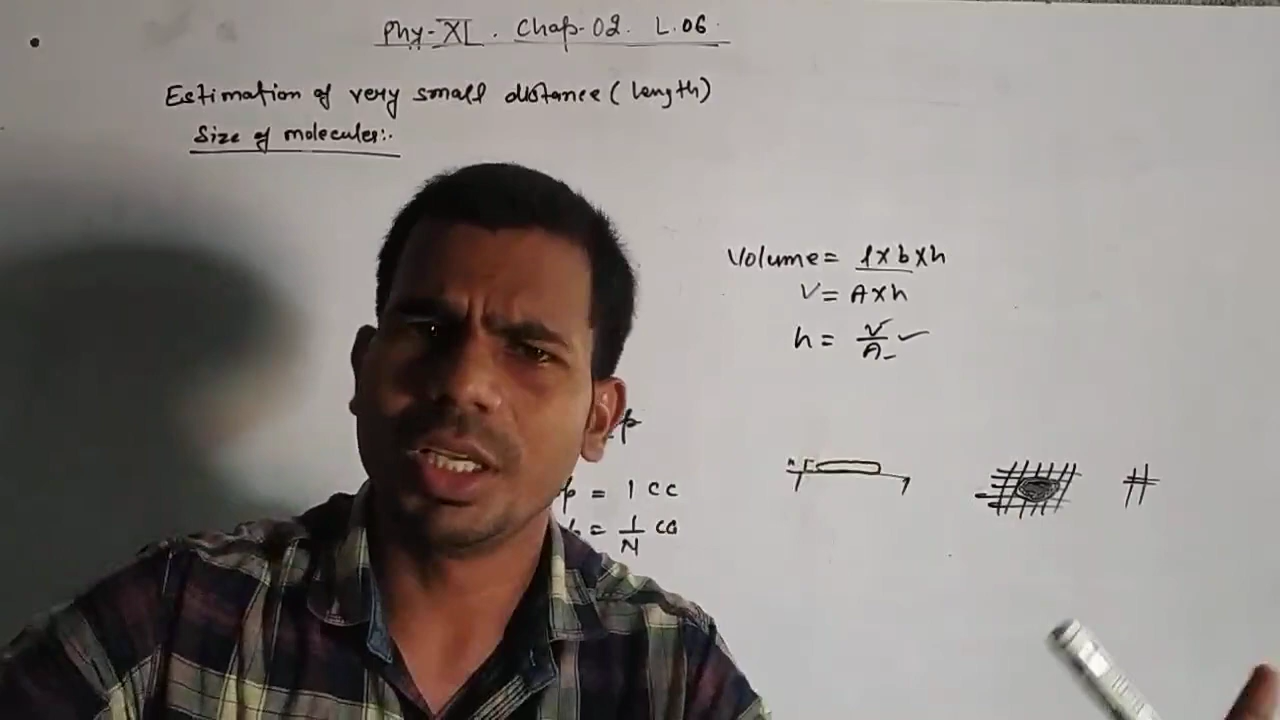 Phy-XI. Chap-02. L.06.
Estimation of very small distance (length)
Size of molecules:-
Volume = l×b×h
V = A×h
h = V/A
p
p = 1 CC
= 1/N CC